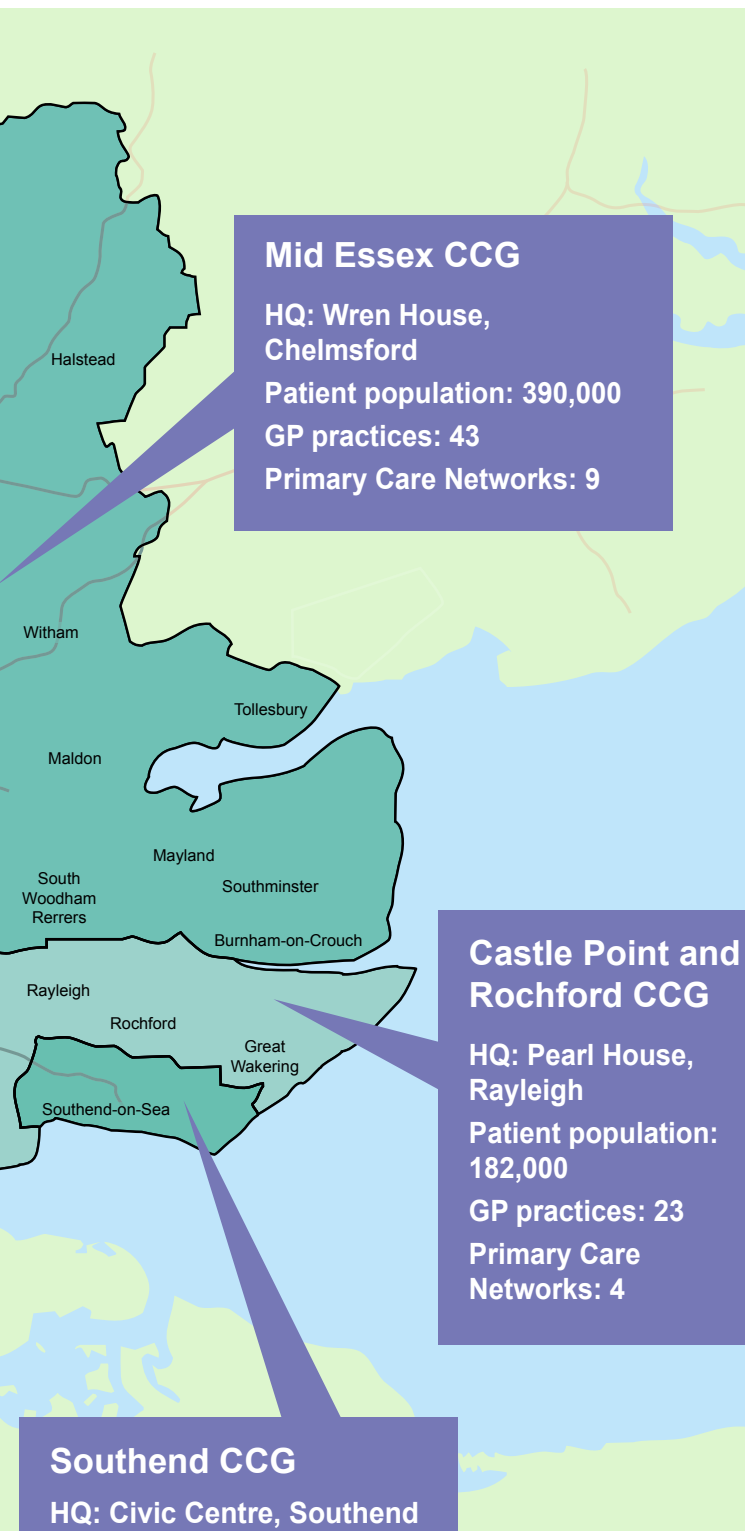 Mid Essex CCG
HQ: Wren House,
Chelmsford
Patient population: 390,000
GP practices: 43
Primary Care Networks: 9
Halstead
Witham
Tollesbury
Maldon
Mayland
South
Woodham
Rerrers
Southminster
Burnham-on-Crouch
Castle Point and
Rochford CCG
HQ: Pearl House,
Rayleigh
Patient population:
182,000
GP practices: 23
Primary Care
Networks: 4
Rayleigh
Rochford
Great
Wakering
Southend-on-Sea
Southend CCG
HQ: Civic Centre, Southend